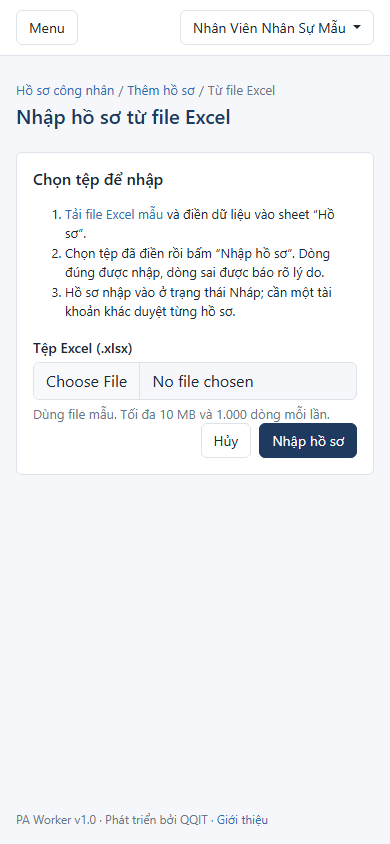 Menu
Nhân Viên Nhân Sự Mẫu
Hồ sơ công nhân / Thêm hồ sơ / Từ file Excel
Nhập hồ sơ từ file Excel
Chọn tệp để nhập
1. Tải file Excel mẫu và điền dữ liệu vào sheet “Hồ
sơ”.
2. Chọn tệp đã điền rồi bấm “Nhập hồ sơ”. Dòng
đúng được nhập, dòng sai được báo rõ lý do.
3. Hồ sơ nhập vào ở trạng thái Nháp; cần một tài
khoản khác duyệt từng hồ sơ.
Tệp Excel (.xlsx)
Choose File No file chosen
Dùng file mẫu. Tối đa 10 MB và 1.000 dòng mỗi lần.
Hủy Nhập hồ sơ
PA Worker v1.0 · Phát triển bởi QQIT · Giới thiệu